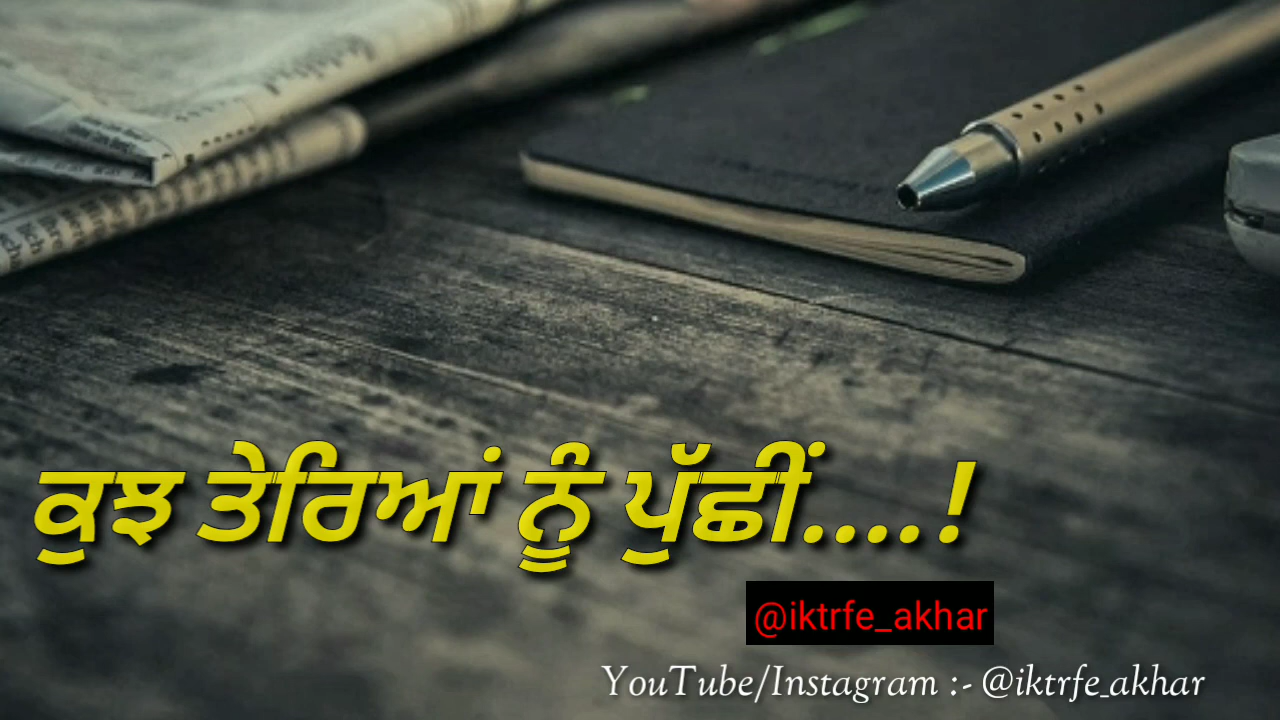 ਕੁਝ ਤੇਰਿਆਂ ਨੂੰ ਪੁੱਛੀਂ....!
@iktrfe_akhar
YouTube/Instagram :- @iktrfe_akhar